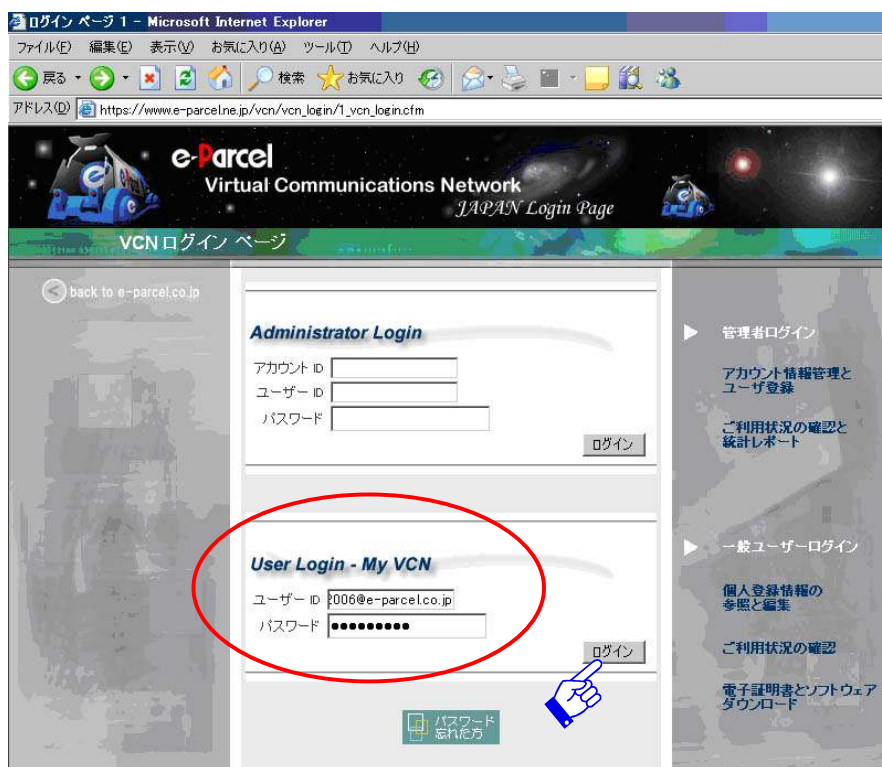 ログイン ページ 1 - Microsoft Internet Explorer
ファイル(F) 編集(E) 表示(V) お気に入り(A) ツール(T) ヘルプ(H)
戻る 検索 お気に入り
アドレス(D) https://www.e-parcel.ne.jp/vcn/vcn_login/1_vcn_login.cfm
e-Parcel
Virtual Communications Network
JAPAN Login Page
VCN ログイン ページ
back to e-parcel.co.jp
Administrator Login
アカウント ID
ユーザー ID
パスワード
ログイン
User Login - My VCN
ユーザー ID 2006@e-parcel.co.jp
パスワード ●●●●●●●●●
ログイン
パスワード
忘れた方
管理者ログイン
アカウント情報管理と
ユーザ登録
ご利用状況の確認と
統計レポート
一般ユーザーログイン
個人登録情報の
参照と編集
ご利用状況の確認
電子証明書とソフトウェア
ダウンロード